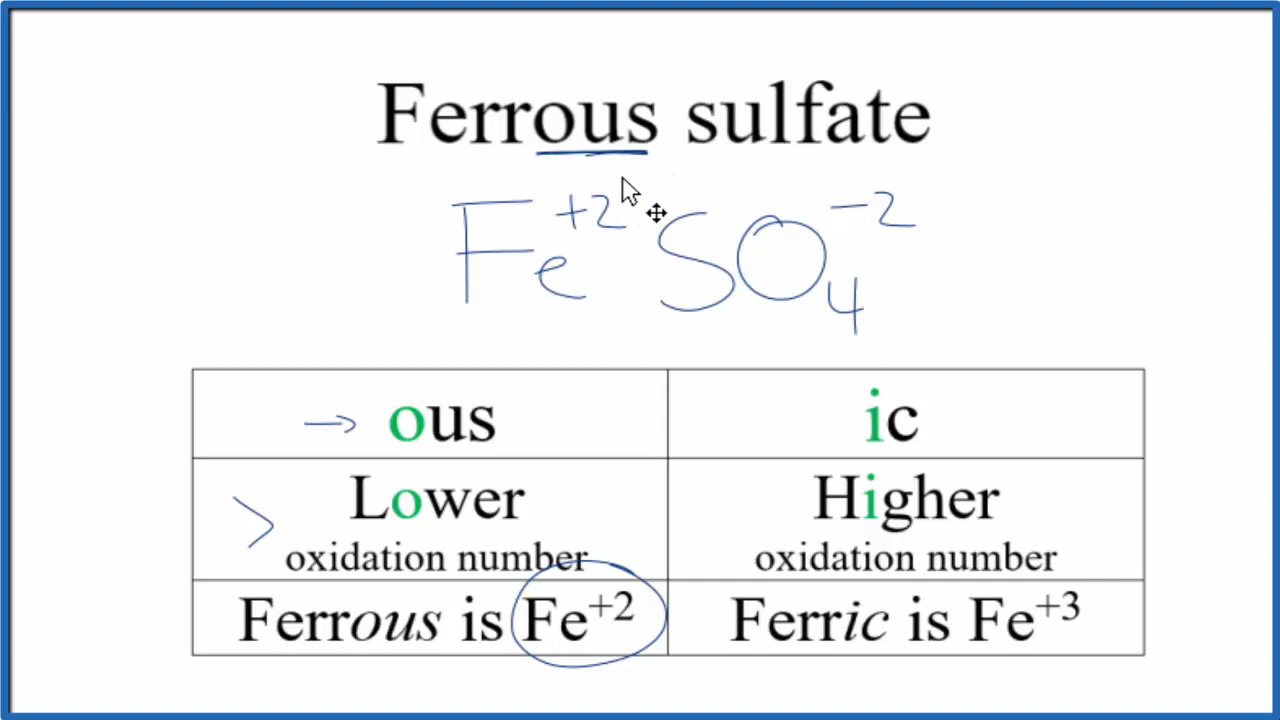 Ferrous sulfate
Fe⁺² SO₄⁻²
→ ous
ic
> Lower
oxidation number
Higher
oxidation number
Ferrous is Fe⁺²
Ferric is Fe⁺³